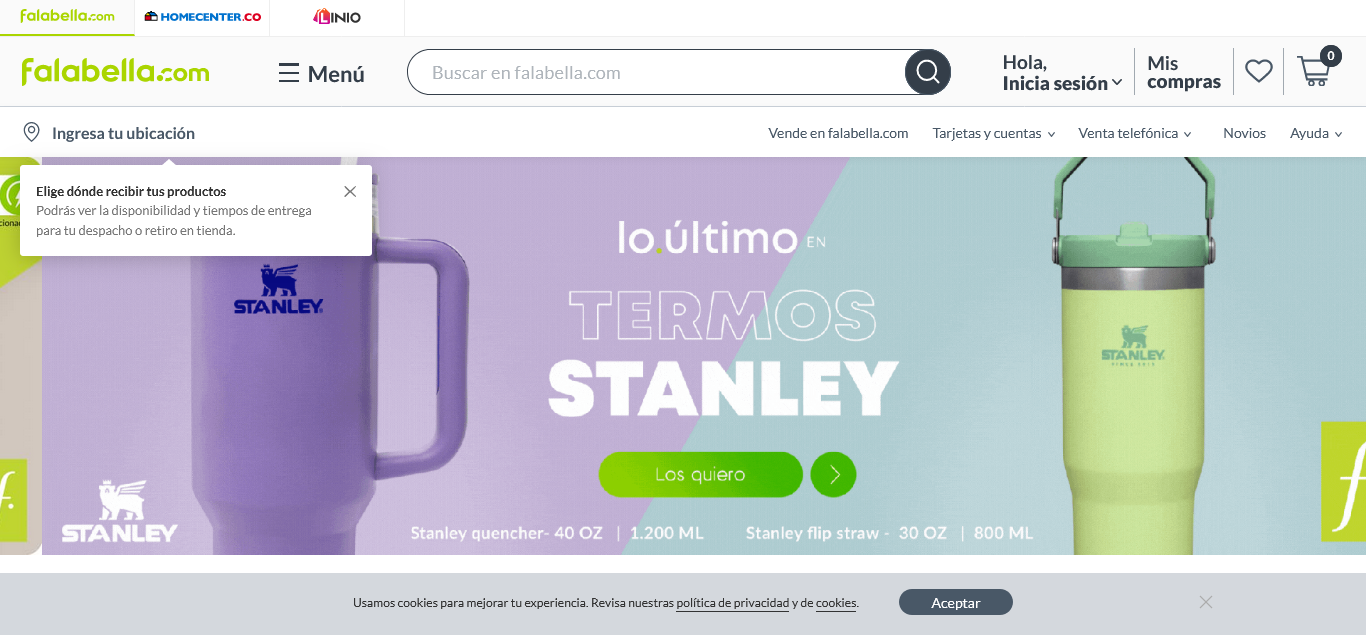 falabella.com
HOMECENTER.CO
LINIO
falabella.com
Menú
Buscar en falabella.com
Hola,
Inicia sesión
Mis
compras
0
Ingresa tu ubicación
Vende en falabella.com
Tarjetas y cuentas
Venta telefónica
Novios
Ayuda
Elige dónde recibir tus productos
Podrás ver la disponibilidad y tiempos de entrega
para tu despacho o retiro en tienda.
lo.último EN
TERMOS
STANLEY
STANLEY
STANLEY
SINCE 1913
Los quiero
STANLEY
Stanley quencher- 40 OZ | 1.200 ML
Stanley flip straw - 30 OZ | 800 ML
f.
f
Usamos cookies para mejorar tu experiencia. Revisa nuestras política de privacidad y de cookies.
Aceptar